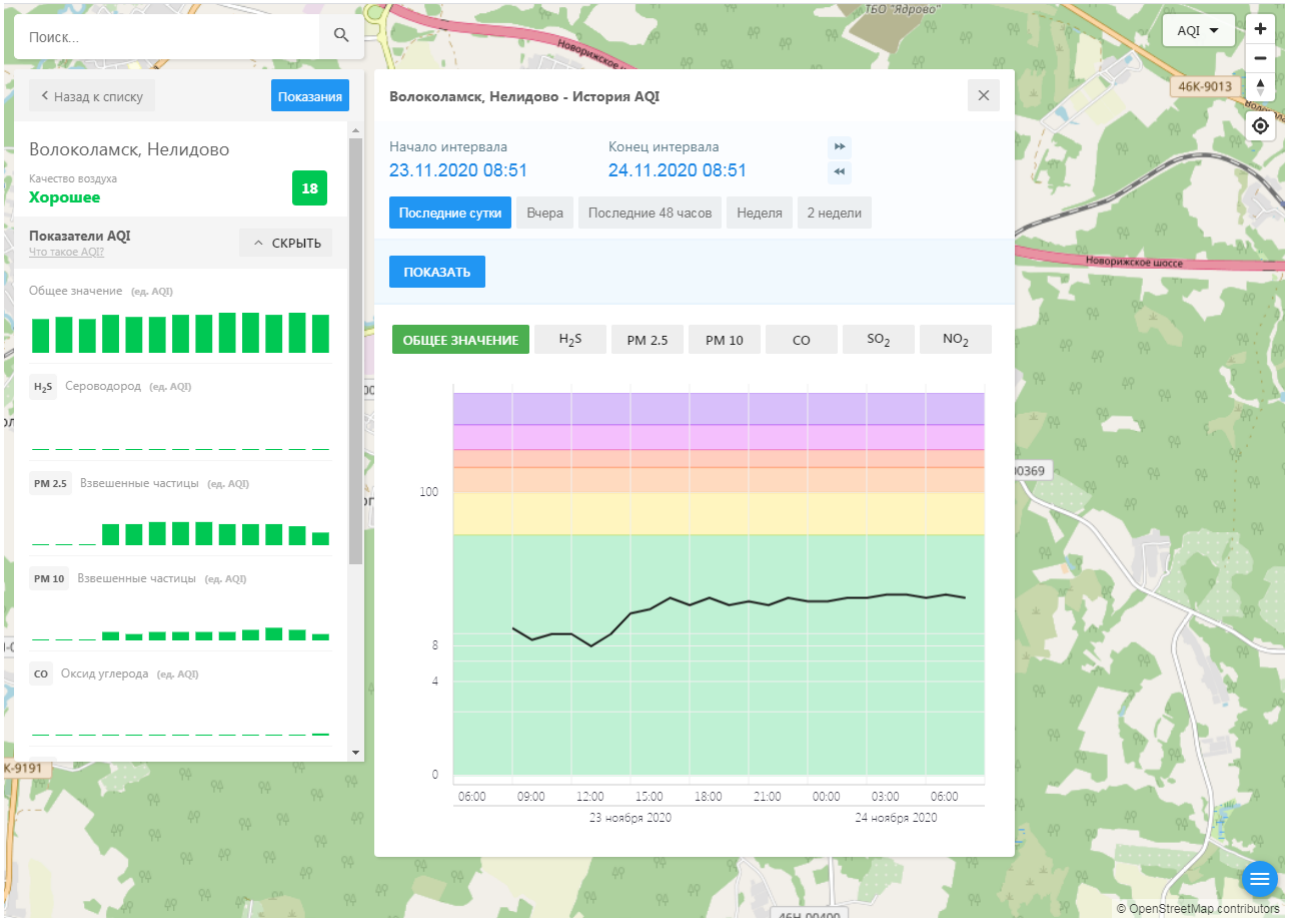 Поиск...
ТБО "Ядрово"
AQI
Новорижское
46К-9013
Назад к списку
Показания
Волоколамск, Нелидово - История AQI
Волоколамск, Нелидово
Качество воздуха
Хорошее
18
Начало интервала
Конец интервала
23.11.2020 08:51
24.11.2020 08:51
Последние сутки
Вчера
Последние 48 часов
Неделя
2 недели
Показатели AQI
Что такое AQI?
СКРЫТЬ
Новорижское шоссе
ПОКАЗАТЬ
Общее значение (ед. AQI)
ОБЩЕЕ ЗНАЧЕНИЕ
H₂S
PM 2.5
PM 10
CO
SO₂
NO₂
H₂S Сероводород (ед. AQI)
PM 2.5 Взвешенные частицы (ед. AQI)
PM 10 Взвешенные частицы (ед. AQI)
CO Оксид углерода (ед. AQI)
100
8
4
0
06:00 09:00 12:00 15:00 18:00 21:00 00:00 03:00 06:00
23 ноября 2020
24 ноября 2020
00369
К-9191
46Н-00400
© OpenStreetMap contributors